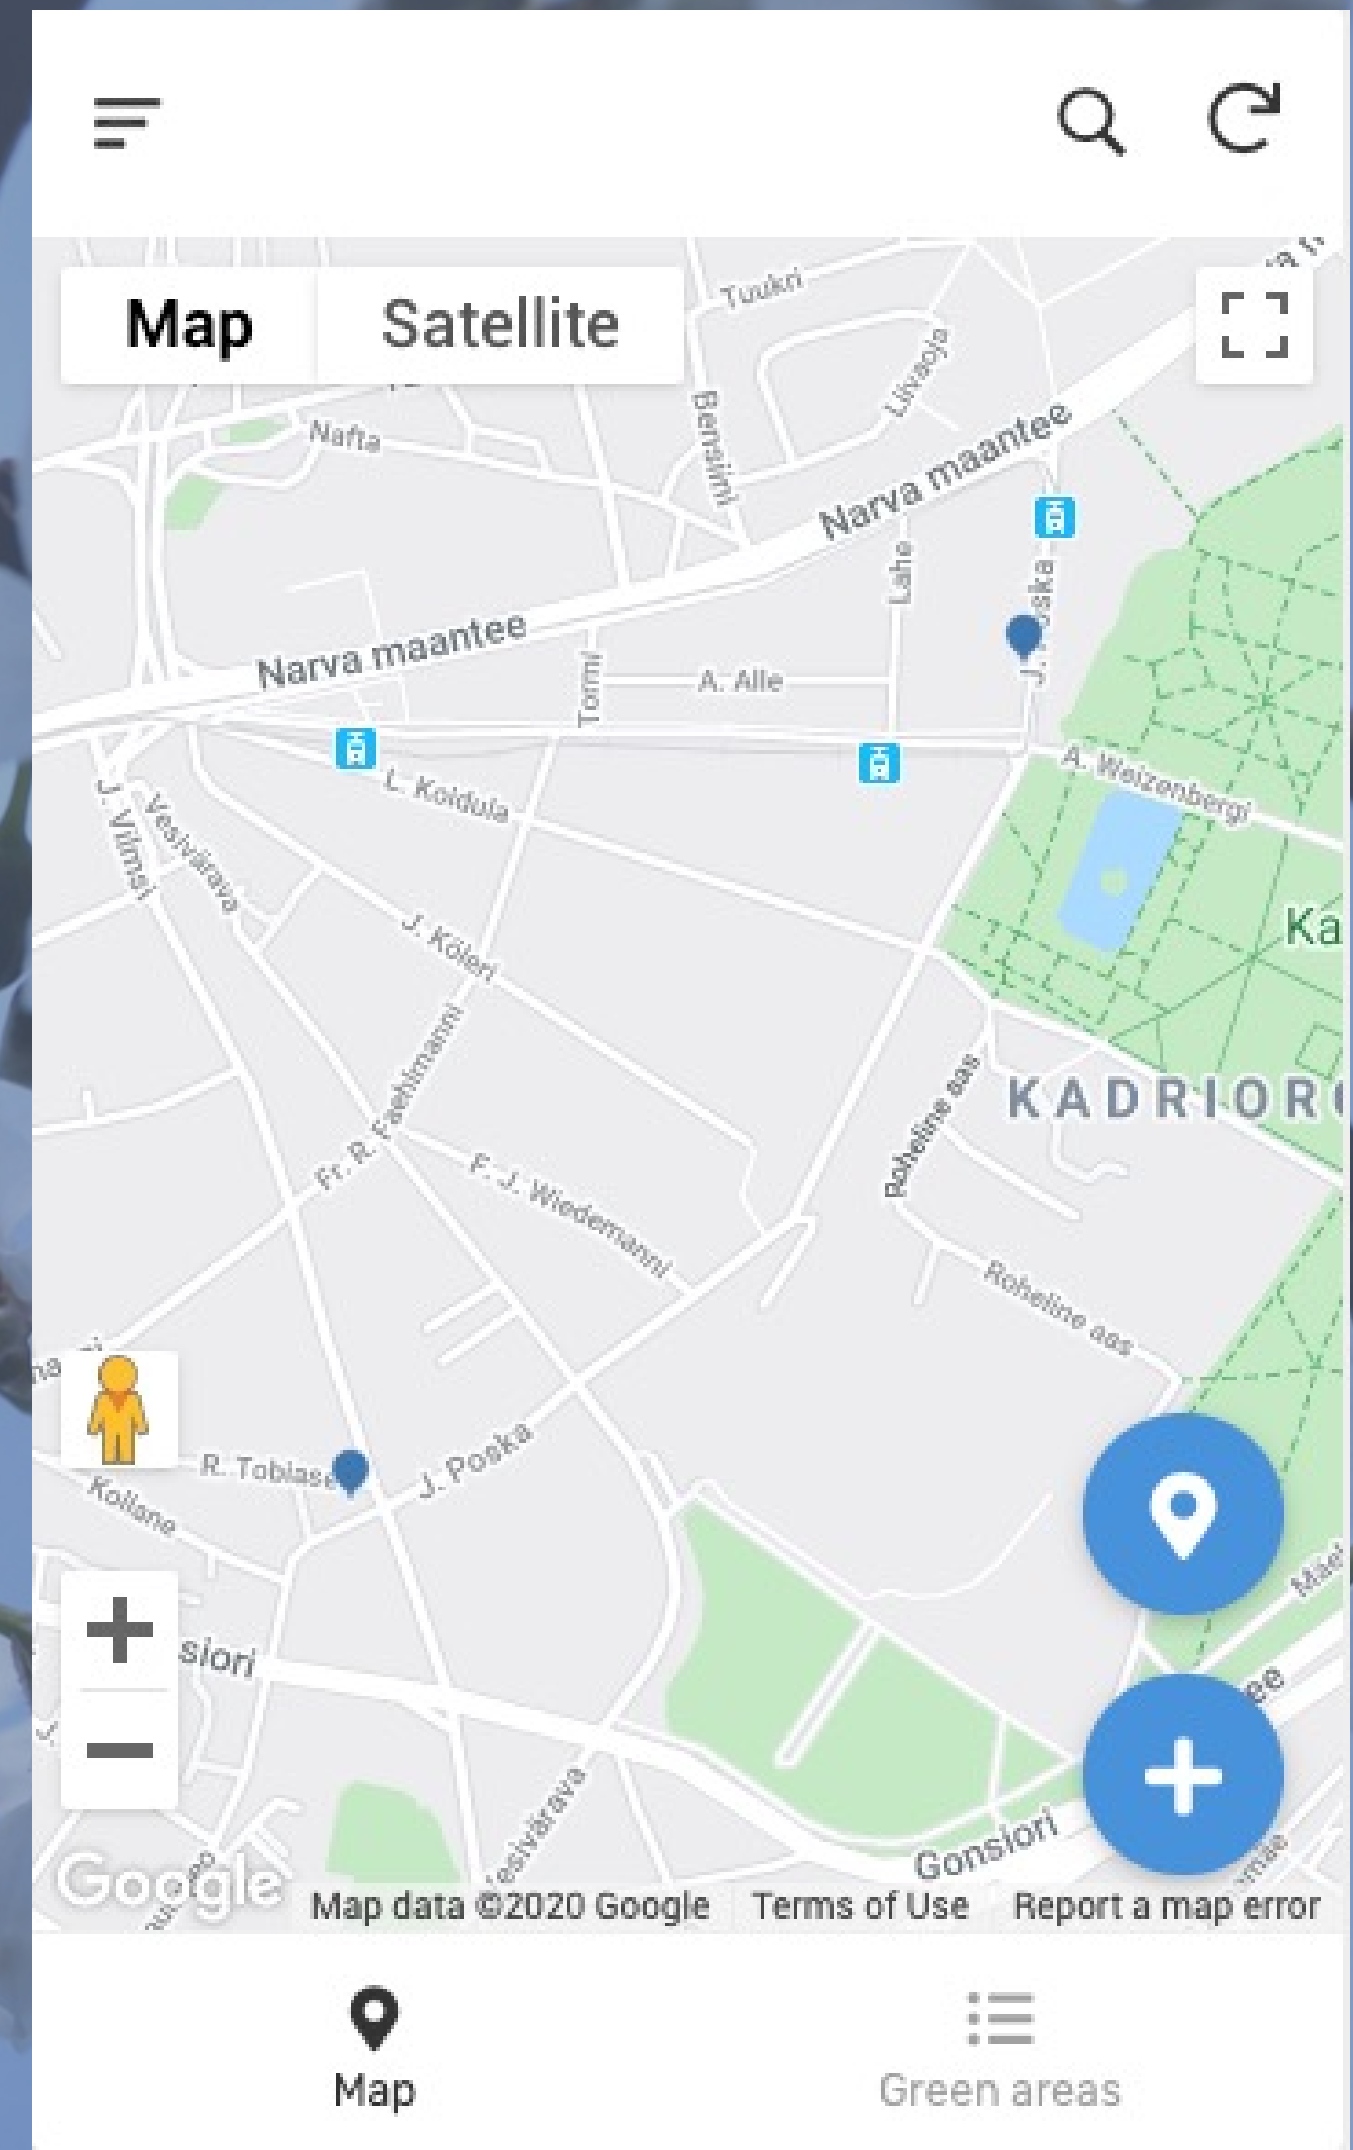 Map
Satellite
Tuukri
Liivaoja
Bensiini
Nafta
Narva maantee
Lahe
Narva maantee
Tormi
A. Alle
A. Weizenbergi
L. Koidula
J. Vilmsi
Vesivärava
J. Köleri
Ka
Fr. R. Faehlmanni
Roheline aas
KADRIORG
F. J. Wiedemanni
Roheline aas
R. Tobiase
J. Poska
Kollane
siori
Gonsiori
Google
Map data ©2020 Google
Terms of Use
Report a map error
Map
Green areas